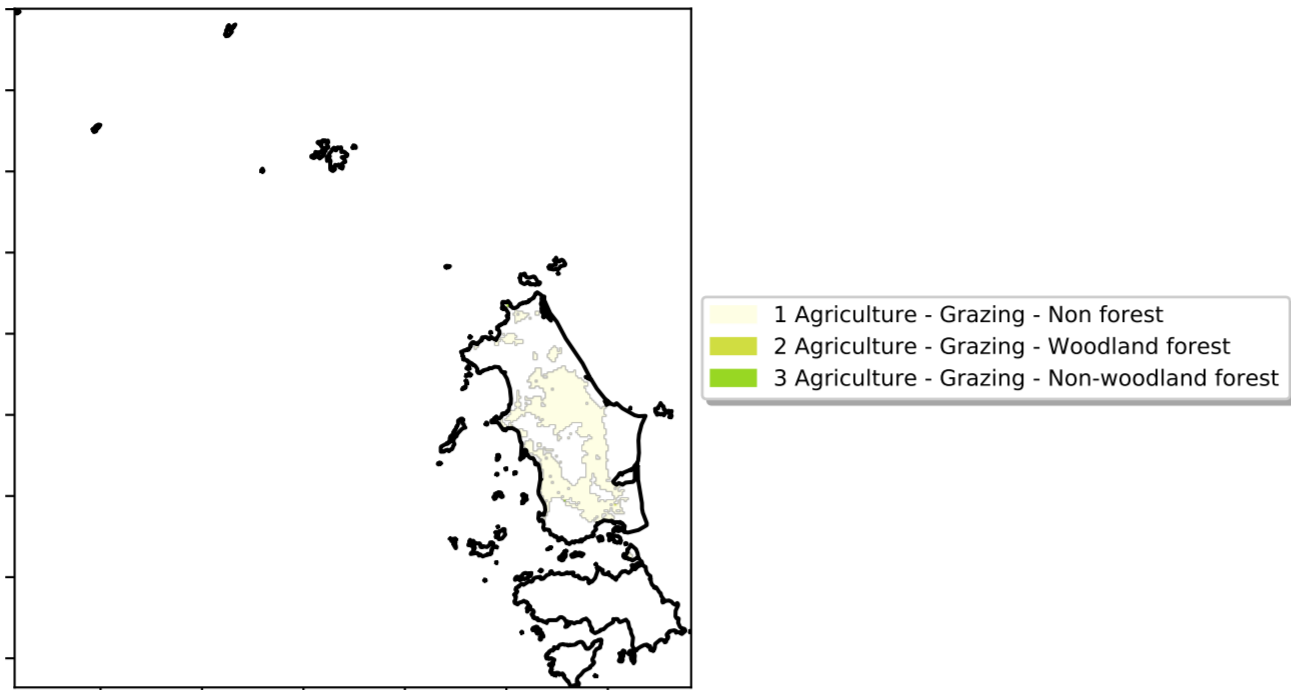 1 Agriculture - Grazing - Non forest
2 Agriculture - Grazing - Woodland forest
3 Agriculture - Grazing - Non-woodland forest